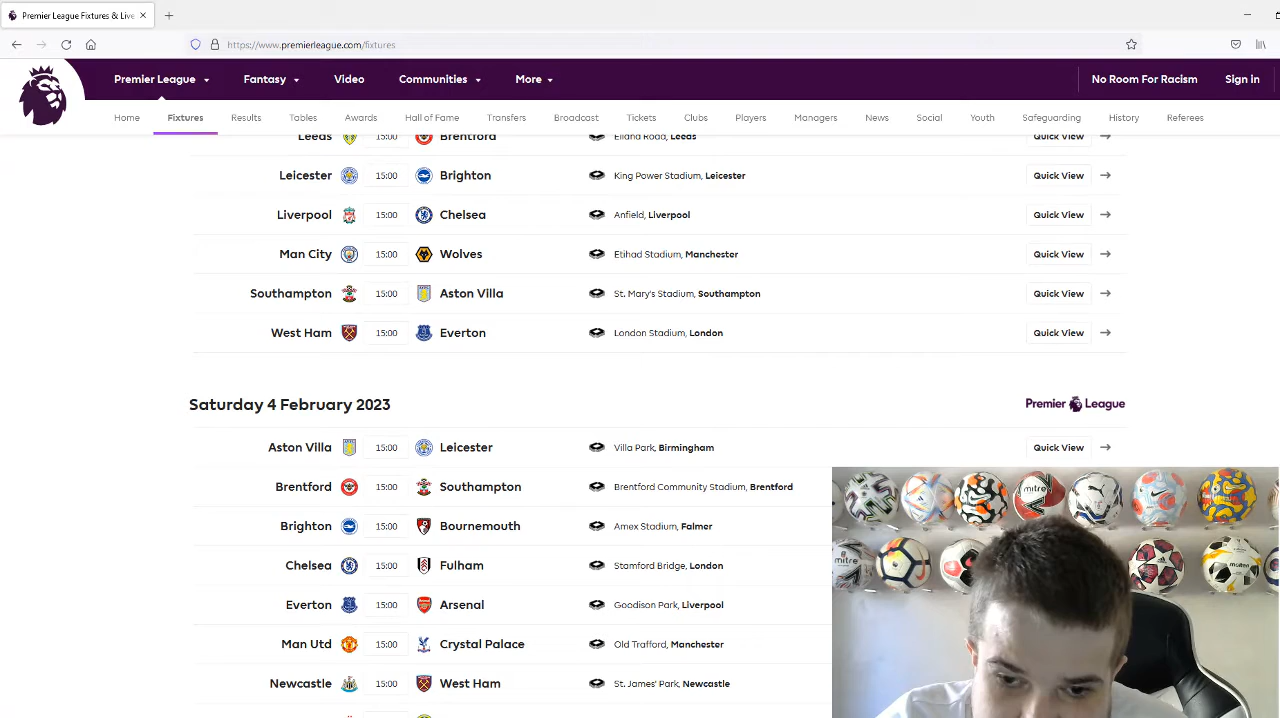 Premier League Fixtures & Live
https://www.premierleague.com/fixtures
Premier League Fantasy Video Communities More No Room For Racism Sign in
Home Fixtures Results Tables Awards Hall of Fame Transfers Broadcast Tickets Clubs Players Managers News Social Youth Safeguarding History Referees
Leeds 15:00 Brentford Elland Road, Leeds Quick View
Leicester 15:00 Brighton King Power Stadium, Leicester Quick View
Liverpool 15:00 Chelsea Anfield, Liverpool Quick View
Man City 15:00 Wolves Etihad Stadium, Manchester Quick View
Southampton 15:00 Aston Villa St. Mary's Stadium, Southampton Quick View
West Ham 15:00 Everton London Stadium, London Quick View
Saturday 4 February 2023 Premier League
Aston Villa 15:00 Leicester Villa Park, Birmingham Quick View
Brentford 15:00 Southampton Brentford Community Stadium, Brentford
Brighton 15:00 Bournemouth Amex Stadium, Falmer
Chelsea 15:00 Fulham Stamford Bridge, London
Everton 15:00 Arsenal Goodison Park, Liverpool
Man Utd 15:00 Crystal Palace Old Trafford, Manchester
Newcastle 15:00 West Ham St. James' Park, Newcastle
mitre
mitre
molten